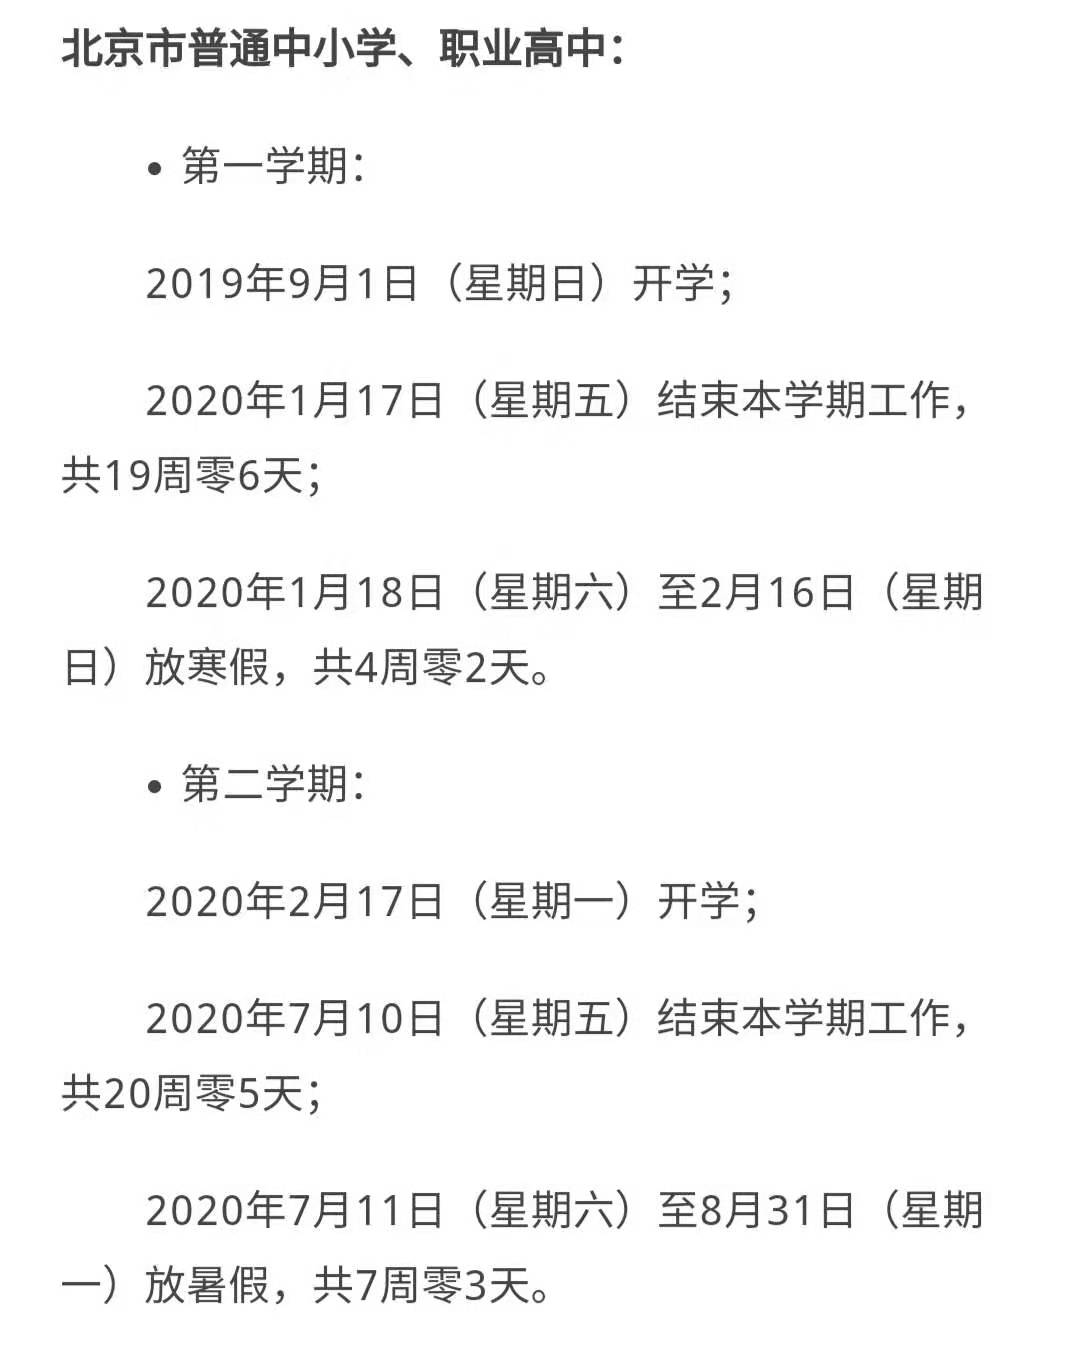 北京市普通中小学、职业高中：
• 第一学期：
2019年9月1日（星期日）开学；
2020年1月17日（星期五）结束本学期工作，
共19周零6天；
2020年1月18日（星期六）至2月16日（星期
日）放寒假，共4周零2天。
• 第二学期：
2020年2月17日（星期一）开学；
2020年7月10日（星期五）结束本学期工作，
共20周零5天；
2020年7月11日（星期六）至8月31日（星期
一）放暑假，共7周零3天。